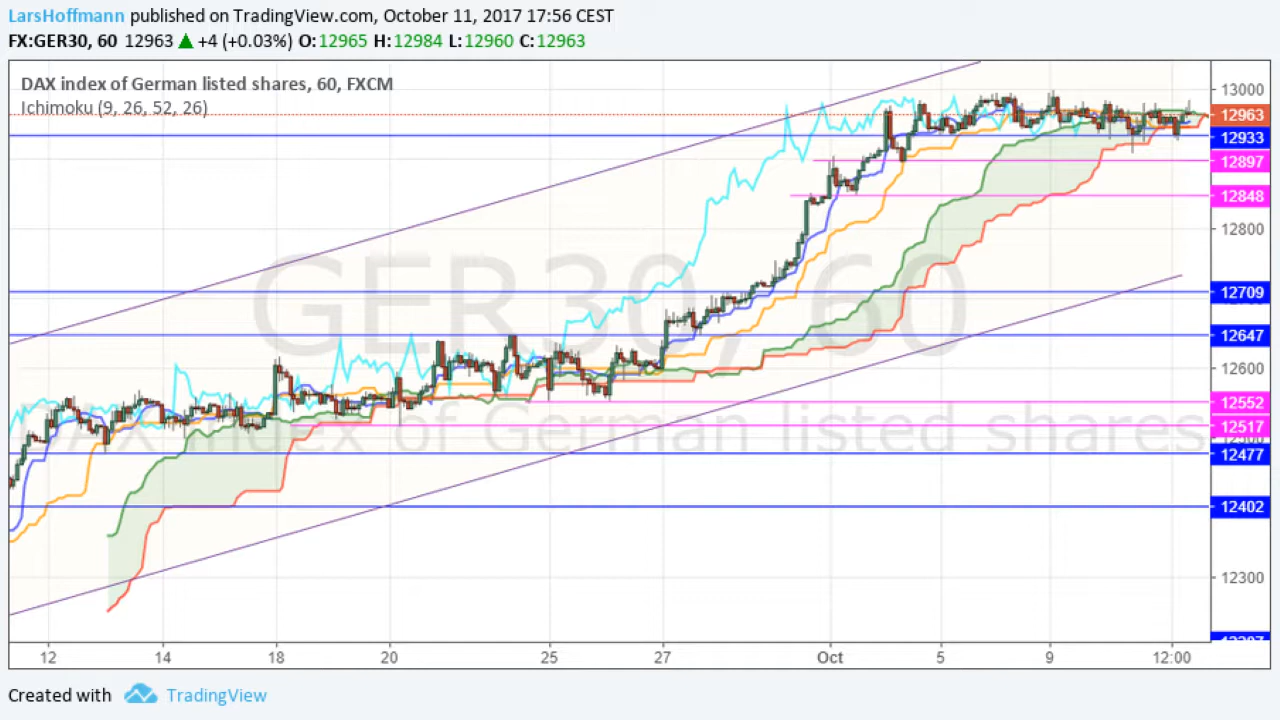 LarsHoffmann published on TradingView.com, October 11, 2017 17:56 CEST
FX:GER30, 60 12963 ▲ +4 (+0.03%) O:12965 H:12984 L:12960 C:12963
DAX index of German listed shares, 60, FXCM
Ichimoku (9, 26, 52, 26)
GER30, 60
DAX index of German listed shares
13000
12963
12933
12897
12848
12800
12709
12647
12600
12552
12517
12477
12402
12300
12 14 18 20 25 27 Oct 5 9 12:00
Created with TradingView